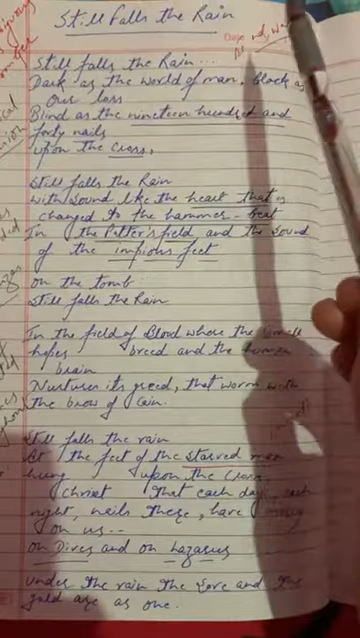 Still Falls the Rain
Date
Still falls the Rain...
Dark as the world of man, Black as
our loss
Blind as the nineteen hundred and
forty nails
upon the Cross,
Still falls the Rain
with sound like the heart that is
changed to the hammer-beat
In the Potter's field and the sound
of the impious feet
on the tomb
Still falls the Rain
In the field of Blood where the small
hopes breed and the human
brain
Nurtures its greed, that worm with
the brow of Cain.
Still falls the rain
At the feet of the starved man
hung upon the Cross,
Christ that each day, each
night, nails there, have mercy
on us--
on Dives and on Lazarus
under the rain the sore and the
gold are as one.